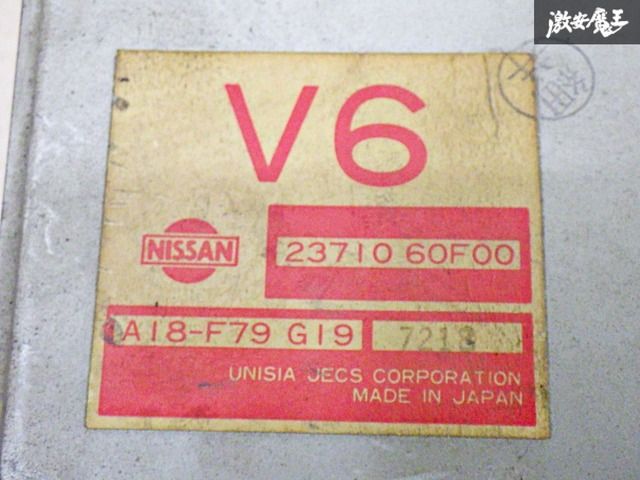 激安魔王
V6
NISSAN
23710 60F00
A18-F79 G19
7213
UNISIA JECS CORPORATION
MADE IN JAPAN